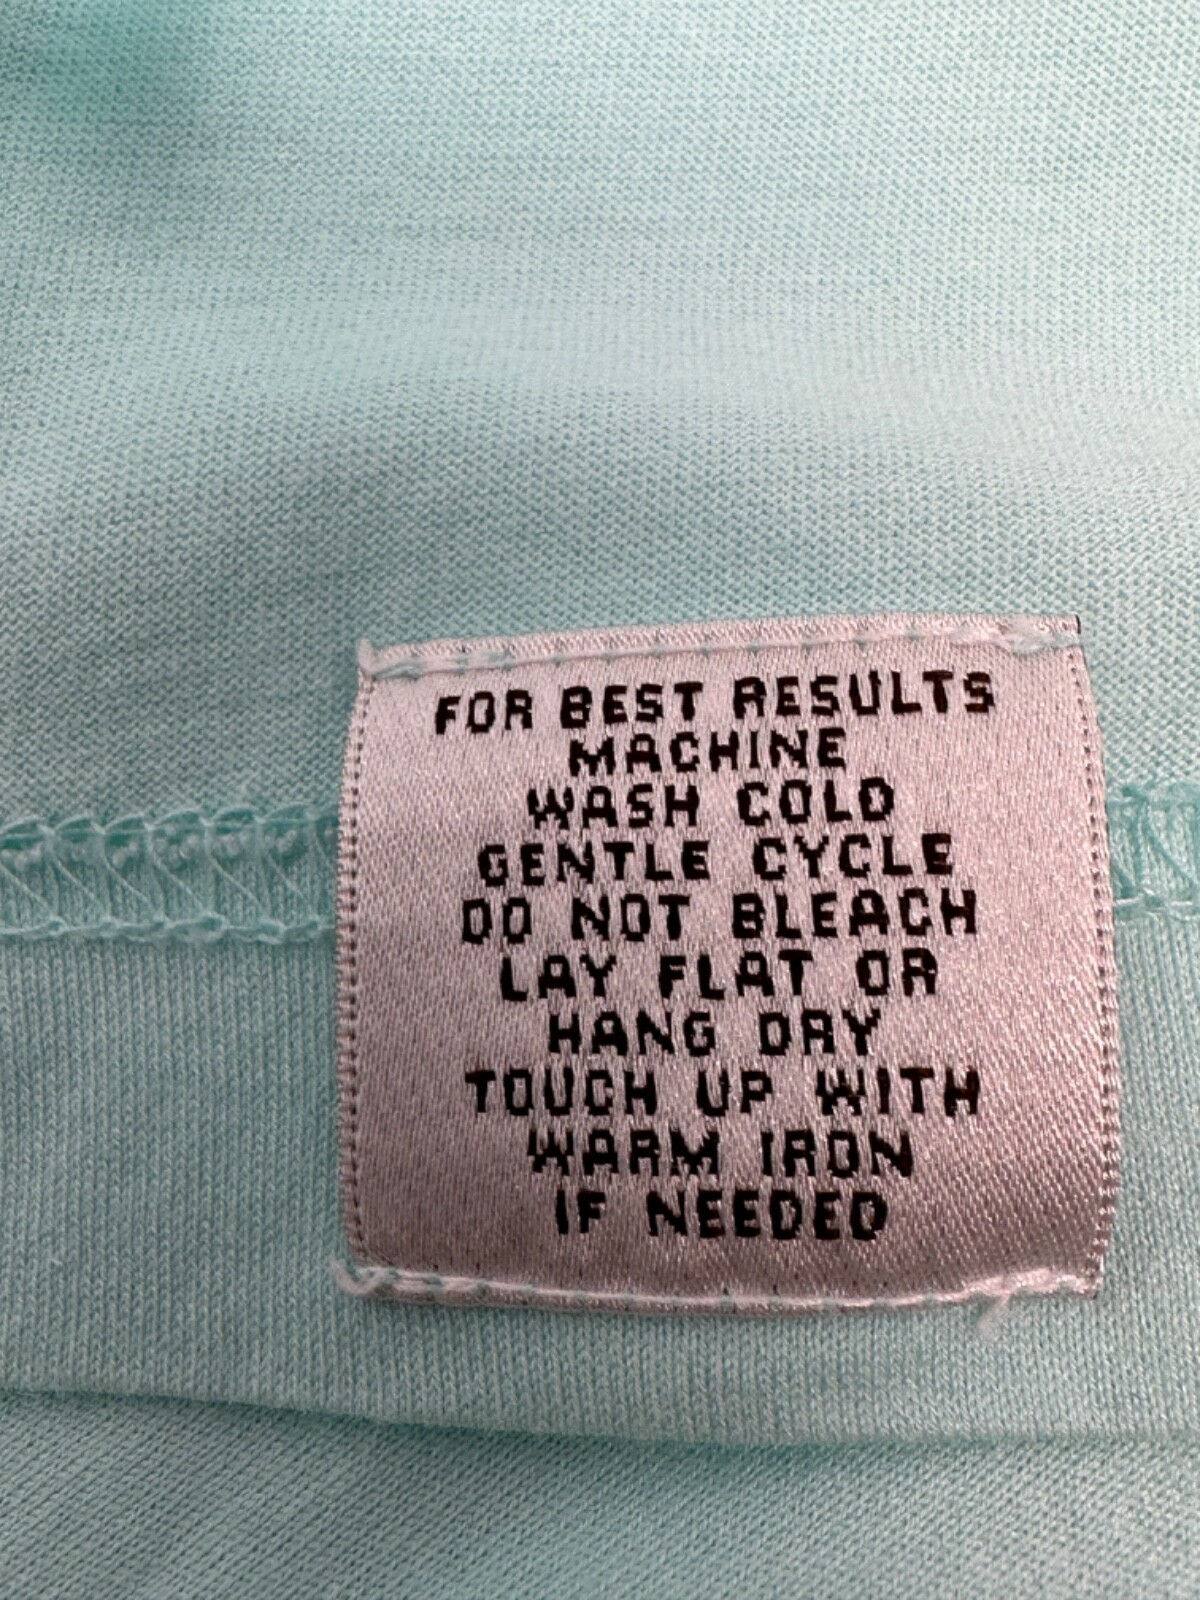 FOR BEST RESULTS
MACHINE
WASH COLD
GENTLE CYCLE
DO NOT BLEACH
LAY FLAT OR
HANG DRY
TOUCH UP WITH
WARM IRON
IF NEEDED